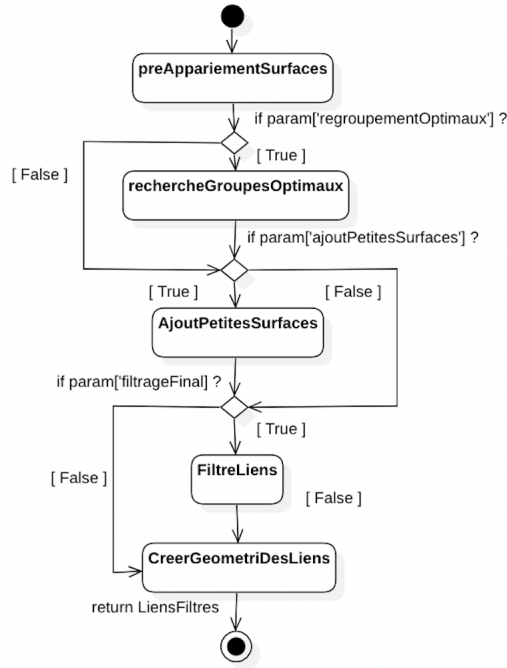 preAppariementSurfaces
if param['regroupementOptimaux'] ?
[ True ]
[ False ]
rechercheGroupesOptimaux
if param['ajoutPetitesSurfaces'] ?
[ True ]
[ False ]
AjoutPetitesSurfaces
if param['filtrageFinal] ?
[ True ]
[ False ]
FiltreLiens
[ False ]
CreerGeometriDesLiens
return LiensFiltres